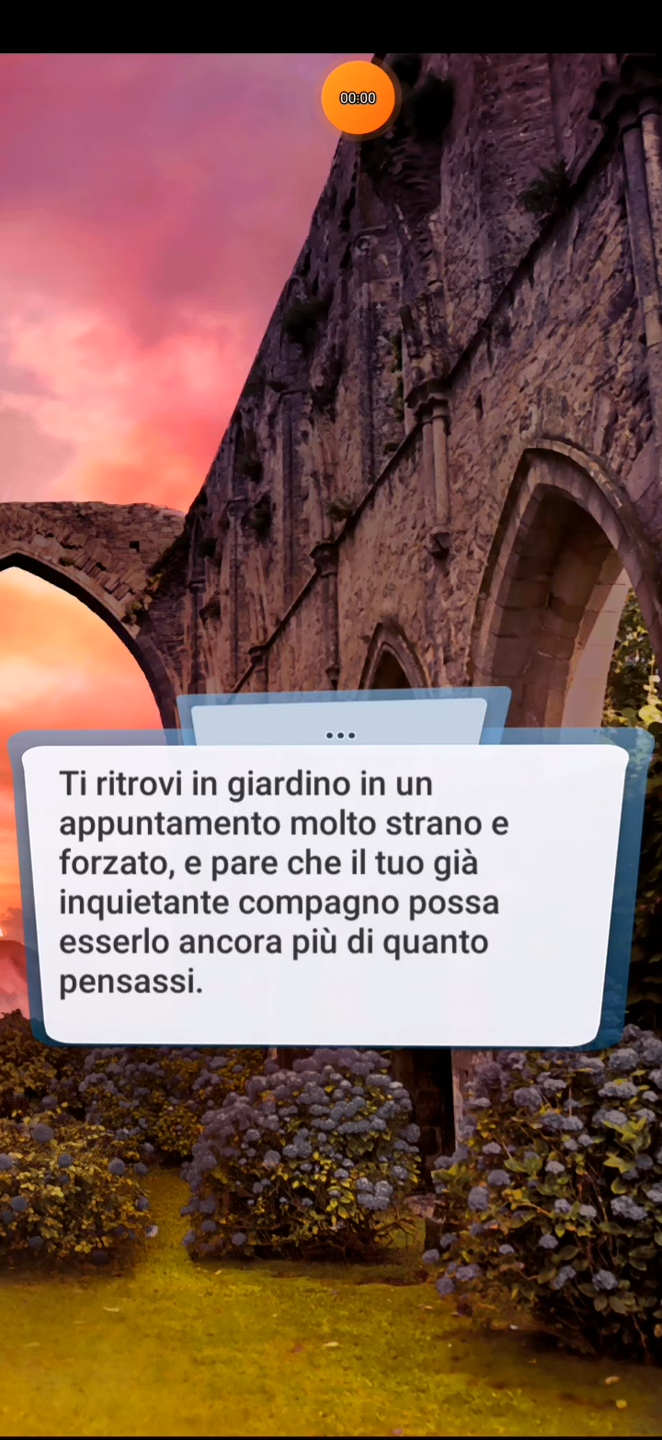 00:00
...
Ti ritrovi in giardino in un
appuntamento molto strano e
forzato, e pare che il tuo già
inquietante compagno possa
esserlo ancora più di quanto
pensassi.